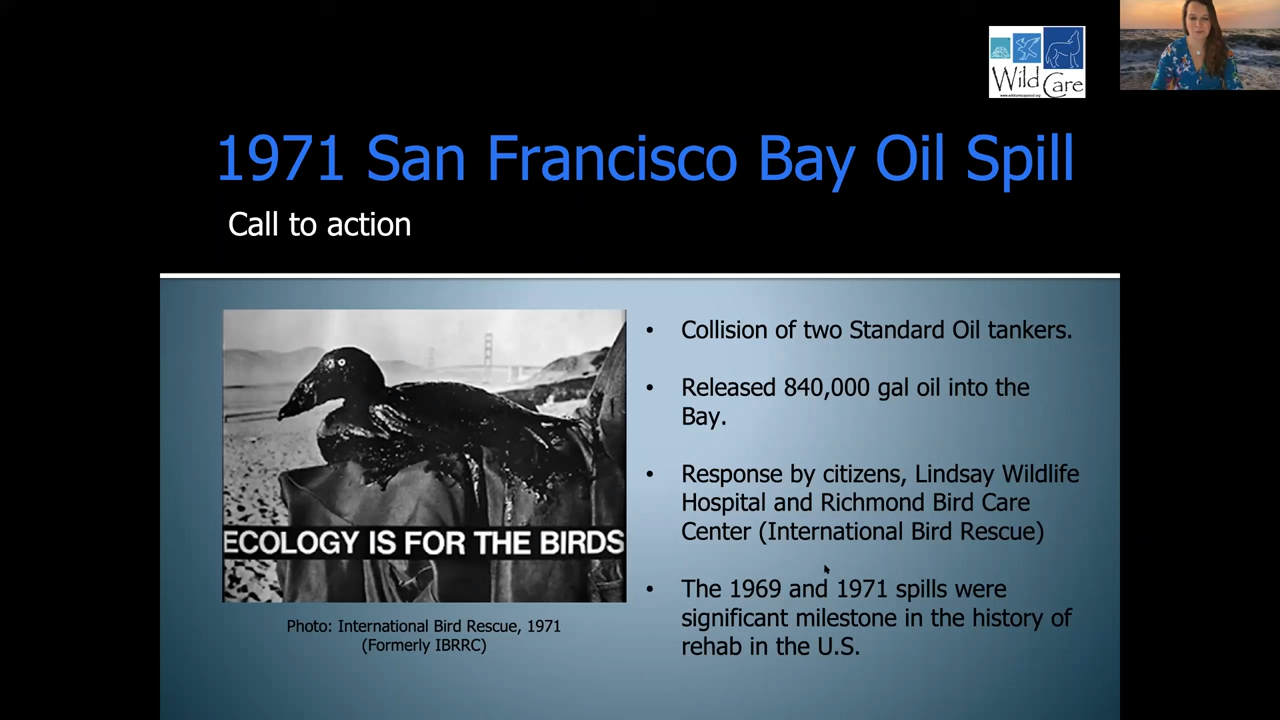 Wild Care
1971 San Francisco Bay Oil Spill
Call to action
ECOLOGY IS FOR THE BIRDS
Photo: International Bird Rescue, 1971
(Formerly IBRRC)
• Collision of two Standard Oil tankers.
• Released 840,000 gal oil into the
Bay.
• Response by citizens, Lindsay Wildlife
Hospital and Richmond Bird Care
Center (International Bird Rescue)
• The 1969 and 1971 spills were
significant milestone in the history of
rehab in the U.S.